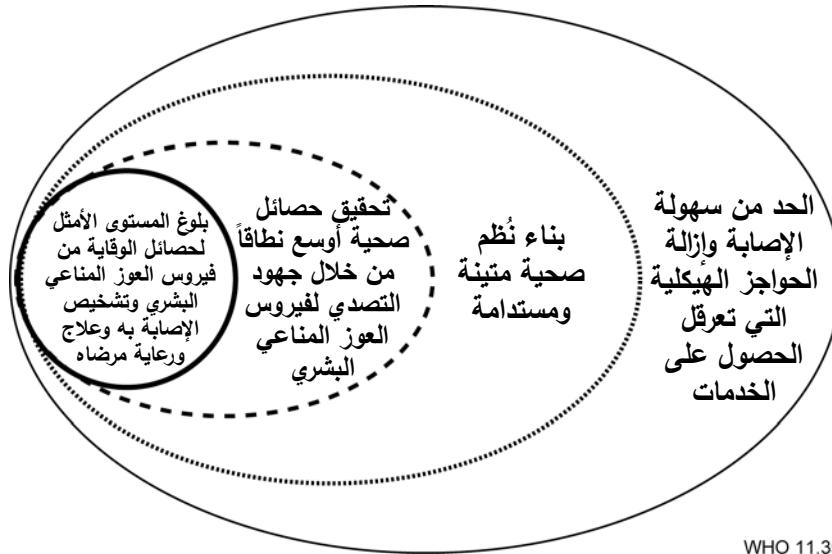 الحد من سهولة
الإصابة وإزالة
الحواجز الهيكلية
التي تعرقل
الحصول على
الخدمات
بناء نُظم
صحية متينة
ومستدامة
تحقيق حصائل
صحية أوسع نطاقاً
من خلال جهود
التصدي لفيروس
العوز المناعي
البشري
بلوغ المستوى الأمثل
لحصائل الوقاية من
فيروس العوز المناعي
البشري وتشخيص
الإصابة به وعلاج
ورعاية مرضاه
WHO 11.3